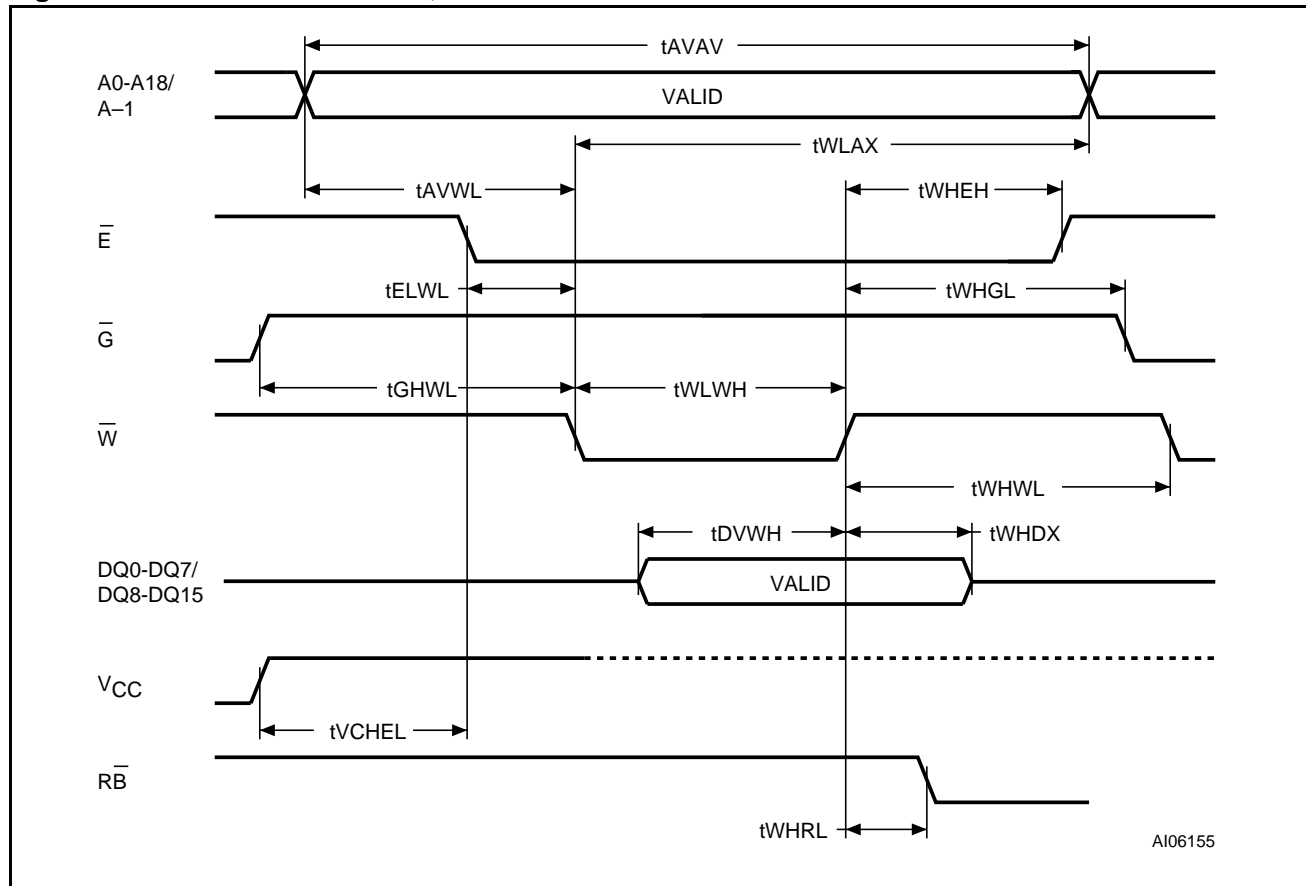 tAVAV
A0-A18/
A–1
VALID
tWLAX
tAVWL
tWHEH
E̅
tELWL
tWHGL
G̅
tGHWL
tWLWH
W̅
tWHWL
tDVWH
tWHDX
DQ0-DQ7/
DQ8-DQ15
VALID
VCC
tVCHEL
RB̅
tWHRL
AI06155